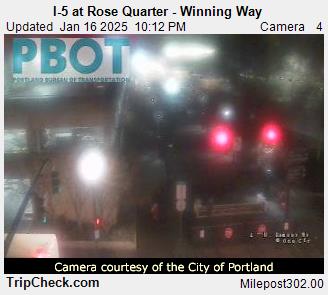 I-5 at Rose Quarter - Winning Way
Updated Jan 16 2025 10:12 PM Camera 4
PBOT
PORTLAND BUREAU OF TRANSPORTATION
Camera courtesy of the City of Portland
TripCheck.com Milepost302.00